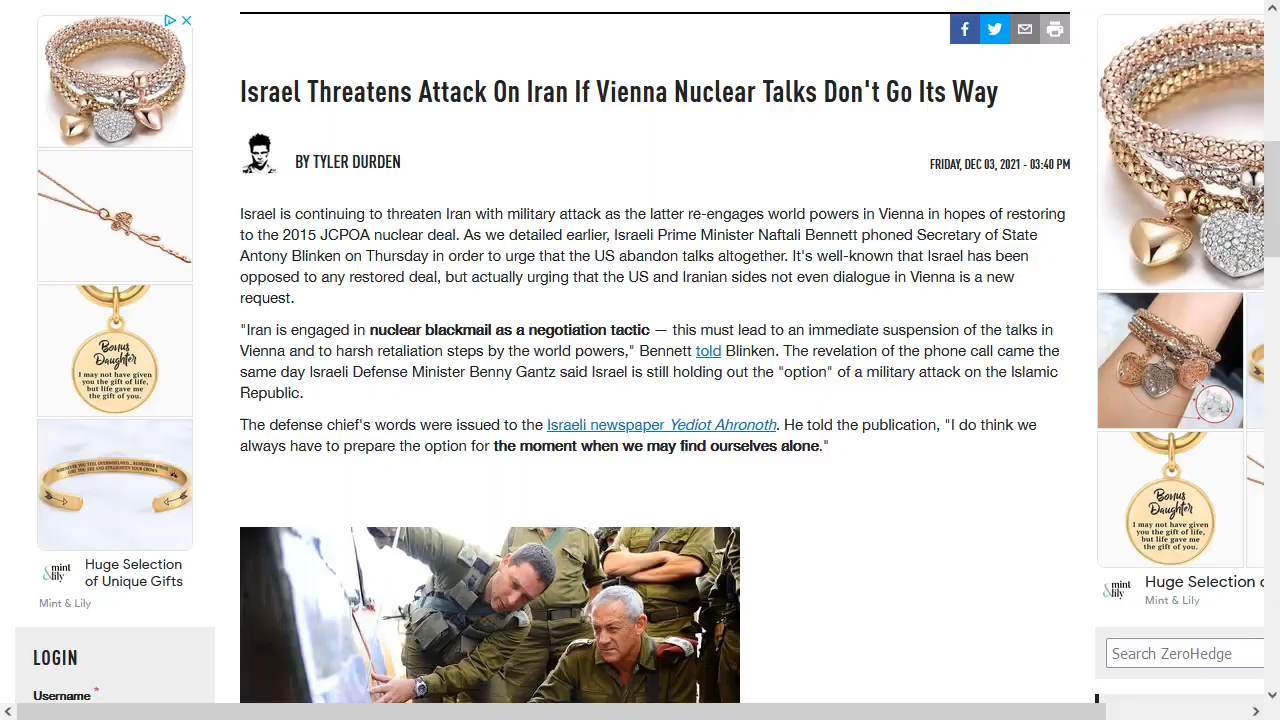 Israel Threatens Attack On Iran If Vienna Nuclear Talks Don't Go Its Way
BY TYLER DURDEN
FRIDAY, DEC 03, 2021 - 03:40 PM
Israel is continuing to threaten Iran with military attack as the latter re-engages world powers in Vienna in hopes of restoring
to the 2015 JCPOA nuclear deal. As we detailed earlier, Israeli Prime Minister Naftali Bennett phoned Secretary of State
Antony Blinken on Thursday in order to urge that the US abandon talks altogether. It's well-known that Israel has been
opposed to any restored deal, but actually urging that the US and Iranian sides not even dialogue in Vienna is a new
request.
"Iran is engaged in nuclear blackmail as a negotiation tactic — this must lead to an immediate suspension of the talks in
Vienna and to harsh retaliation steps by the world powers," Bennett told Blinken. The revelation of the phone call came the
same day Israeli Defense Minister Benny Gantz said Israel is still holding out the "option" of a military attack on the Islamic
Republic.
The defense chief's words were issued to the Israeli newspaper Yediot Ahronoth. He told the publication, "I do think we
always have to prepare the option for the moment when we may find ourselves alone."
Bonus
Daughter
I may not have given
you the gift of life,
but life gave me
the gift of you.
mint
&lily
Huge Selection
of Unique Gifts
Mint & Lily
LOGIN
Username *
Bonus
Daughter
I may not have given
you the gift of life,
but life gave me
the gift of you.
mint
&lily
Huge Selection
Mint & Lily
Search ZeroHedge